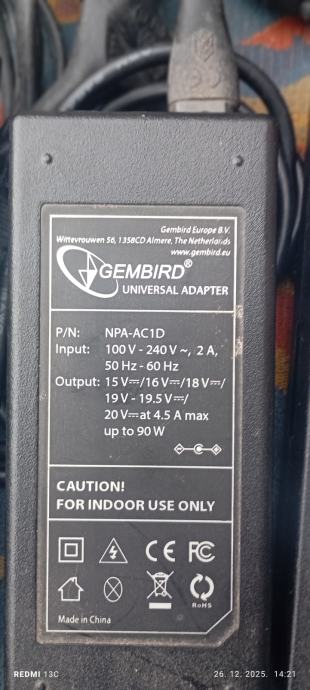 Gembird Europe B.V.
Wittevrouwen 56, 1358CD Almere, The Netherlands
www.gembird.eu
GEMBIRD®
UNIVERSAL ADAPTER
P/N: NPA-AC1D
Input: 100 V - 240 V ~, 2 A,
50 Hz - 60 Hz
Output: 15 V⎓/16 V⎓/18 V⎓/
19 V - 19.5 V⎓/
20 V⎓at 4.5 A max
up to 90 W
CAUTION!
FOR INDOOR USE ONLY
CE FC
RoHS
Made in China
REDMI 13C
26. 12. 2025. 14:21